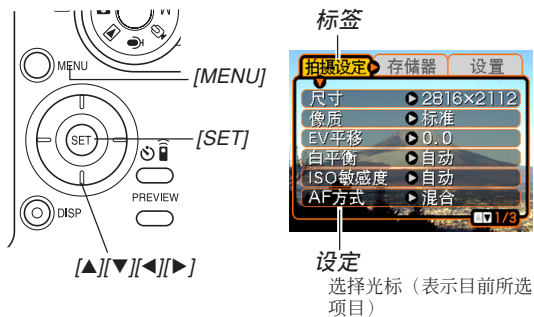 标签
MENU
[MENU]
SET
[SET]
PREVIEW
DISP
[▲][▼][◀][▶]
拍摄设定 存储器 设置
尺寸 2816×2112
像质 标准
EV平移 0.0
白平衡 自动
ISO敏感度 自动
AF方式 混合
1/3
设定
选择光标（表示目前所选
项目）